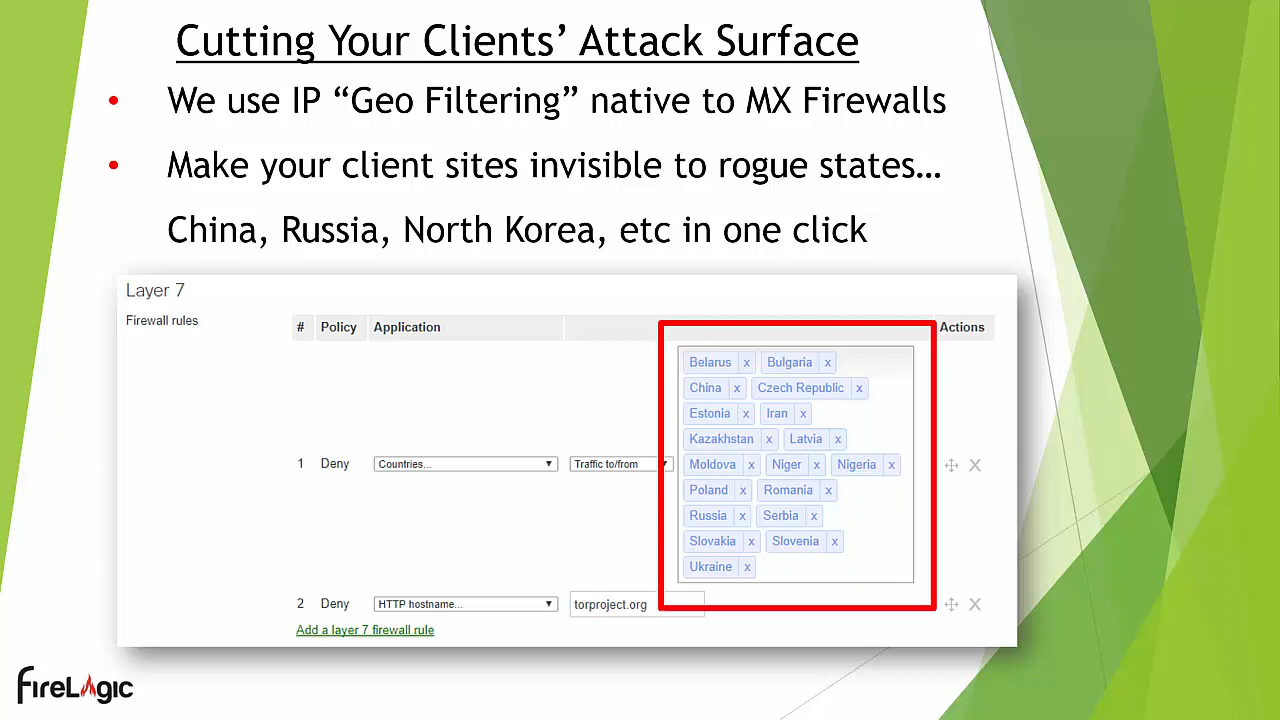 Cutting Your Clients’ Attack Surface
• We use IP “Geo Filtering” native to MX Firewalls
• Make your client sites invisible to rogue states…
China, Russia, North Korea, etc in one click
Layer 7
Firewall rules
# Policy Application Actions
Belarus x Bulgaria x
China x Czech Republic x
Estonia x Iran x
Kazakhstan x Latvia x
1 Deny Countries... Traffic to/from Moldova x Niger x Nigeria x
Poland x Romania x
Russia x Serbia x
Slovakia x Slovenia x
Ukraine x
2 Deny HTTP hostname... torproject.org
Add a layer 7 firewall rule
FireLogic